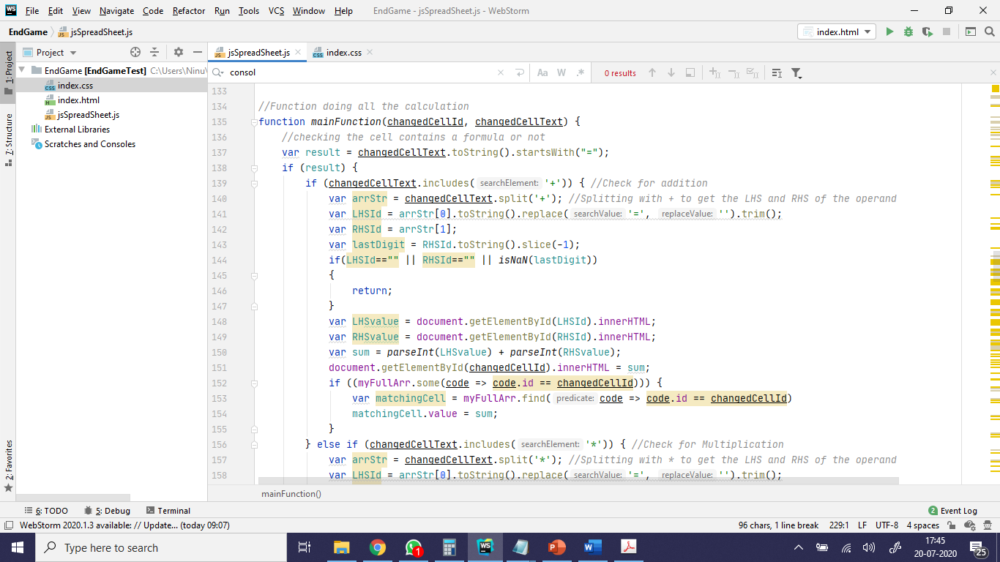 File Edit View Navigate Code Refactor Run Tools VCS Window Help EndGame - jsSpreadSheet.js - WebStorm
EndGame jsSpreadSheet.js index.html
Project jsSpreadSheet.js index.css
1: Project
EndGame [EndGameTest] C:\Users\Ninu\
index.css
index.html
jsSpreadSheet.js
External Libraries
Scratches and Consoles
7: Structure
2: Favorites
consol Aa W .* 0 results
133
134 //Function doing all the calculation
135 function mainFunction(changedCellId, changedCellText) {
136 //checking the cell contains a formula or not
137 var result = changedCellText.toString().startsWith("=");
138 if (result) {
139 if (changedCellText.includes( searchElement: '+')) { //Check for addition
140 var arrStr = changedCellText.split('+'); //Splitting with + to get the LHS and RHS of the operand
141 var LHSId = arrStr[0].toString().replace( searchValue: '=', replaceValue: '').trim();
142 var RHSId = arrStr[1];
143 var lastDigit = RHSId.toString().slice(-1);
144 if(LHSId=="" || RHSId=="" || isNaN(lastDigit))
145 {
146 return;
147 }
148 var LHSvalue = document.getElementById(LHSId).innerHTML;
149 var RHSvalue = document.getElementById(RHSId).innerHTML;
150 var sum = parseInt(LHSvalue) + parseInt(RHSvalue);
151 document.getElementById(changedCellId).innerHTML = sum;
152 if ((myFullArr.some(code => code.id == changedCellId))) {
153 var matchingCell = myFullArr.find( predicate: code => code.id == changedCellId)
154 matchingCell.value = sum;
155 }
156 } else if (changedCellText.includes( searchElement: '*')) { //Check for Multiplication
157 var arrStr = changedCellText.split('*'); //Splitting with * to get the LHS and RHS of the operand
158 var LHSId = arrStr[0].toString().replace( searchValue: '=', replaceValue: '').trim();
mainFunction()
6: TODO 5: Debug Terminal 2 Event Log
WebStorm 2020.1.3 available: // Update... (today 09:07) 96 chars, 1 line break 229:1 LF UTF-8 4 spaces
Type here to search 1 17:45
20-07-2020 25